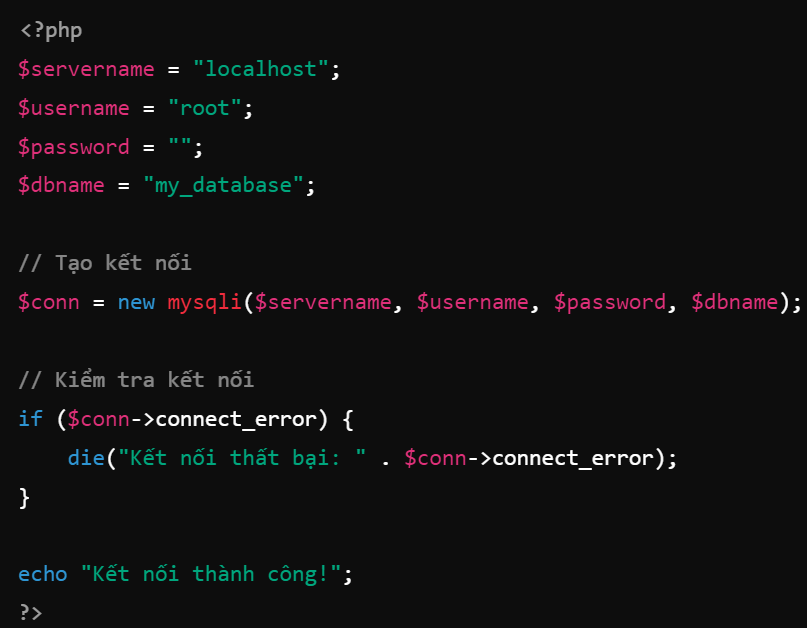 <?php
$servername = "localhost";
$username = "root";
$password = "";
$dbname = "my_database";
// Tạo kết nối
$conn = new mysqli($servername, $username, $password, $dbname);
// Kiểm tra kết nối
if ($conn->connect_error) {
    die("Kết nối thất bại: " . $conn->connect_error);
}
echo "Kết nối thành công!";
?>